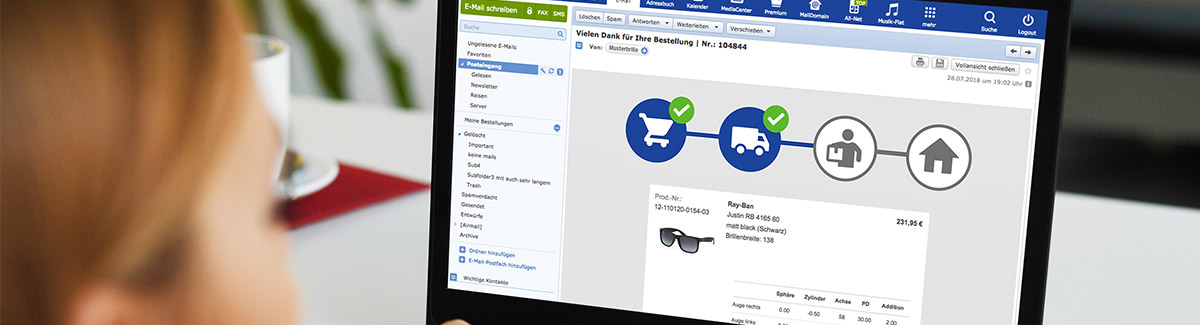 E-Mail
E-Mail schreiben FAX SMS
Adressbuch
Kalender
MediaCenter
Premium
MailDomain
TOP
All-Net
Musik-Flat
mehr
Suche
Logout
Suche
Löschen Spam Antworten Weiterleiten Verschieben
Vielen Dank für Ihre Bestellung | Nr.: 104844
Von: Musterbrille
Vollansicht schließen
28.07.2018 um 19:02 Uhr
Ungelesene E-Mails
Favoriten
Posteingang
Gelesen
Newsletter
Reisen
Server
Meine Bestellungen
Gelöscht
Important
keine mails
Sub4
Subfolder3 mit auch sehr langem
Trash
Spamverdacht
Gesendet
Entwürfe
[Airmail]
Archive
Ordner hinzufügen
E-Mail-Postfach hinzufügen
Wichtige Kontakte
Prod.-Nr.:
12-110120-0154-03
Ray-Ban
Justin RB 4165 60
matt black (Schwarz)
Brillenbreite: 138
231,95 €
Sphäre Zylinder Achse PD Addition
Auge rechts 0.00 -0.50 58 30.00 2.00
Auge links